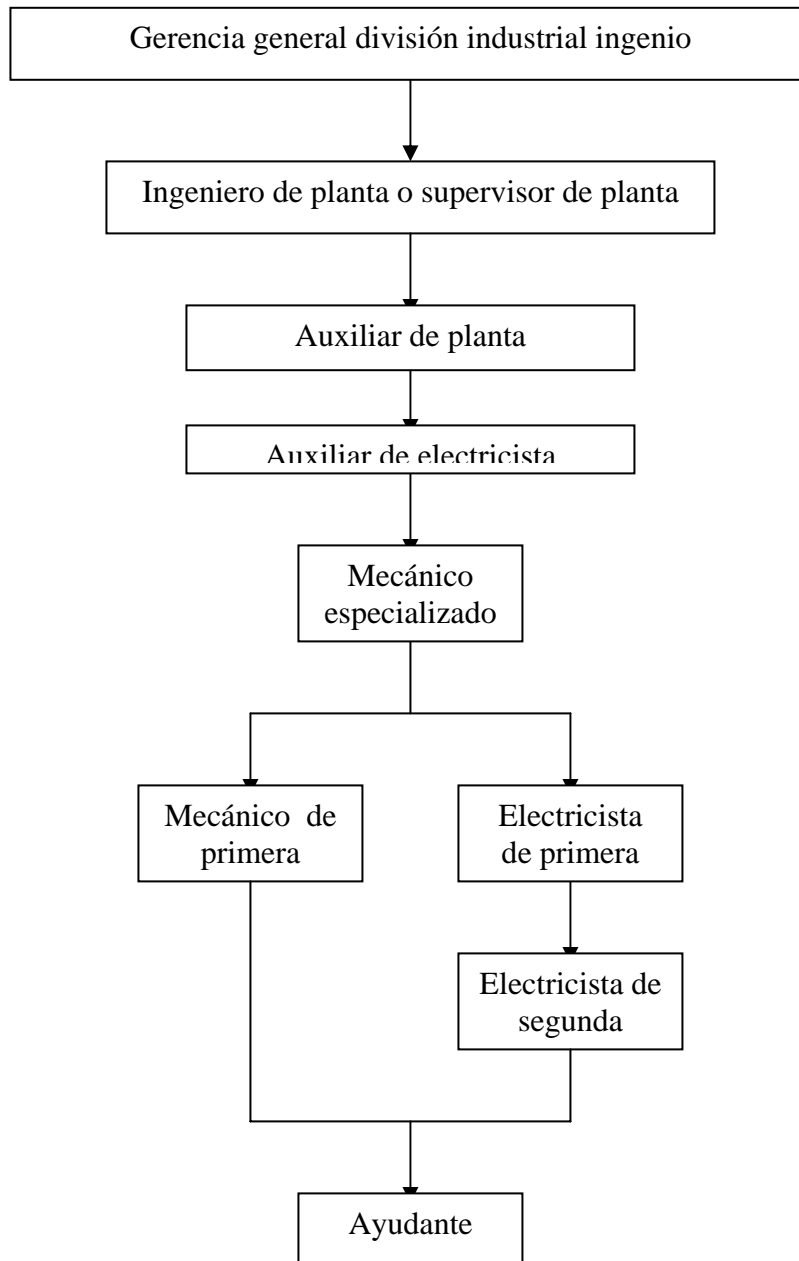 Gerencia general división industrial ingenio
Ingeniero de planta o supervisor de planta
Auxiliar de planta
Auxiliar de electricista
Mecánico
especializado
Mecánico de
primera
Electricista
de primera
Electricista de
segunda
Ayudante